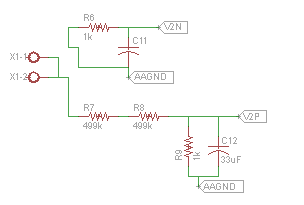 R6
V2N
1k
C11
X1-1
X1-2
AAGND
R7
R8
499k
499k
V2P
R9
1k
C12
33uF
AAGND